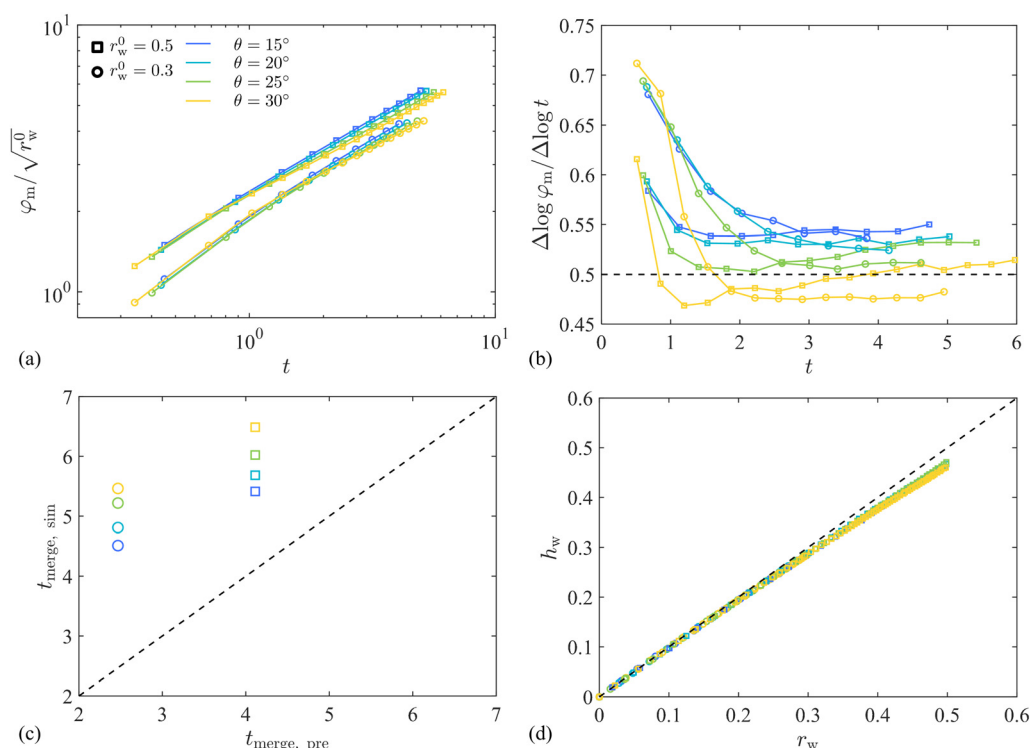 10^1
10^0
φ_m/√r_w^0
r_w^0 = 0.5
r_w^0 = 0.3
θ = 15°
θ = 20°
θ = 25°
θ = 30°
10^0
10^1
(a)
t
0.75
0.7
0.65
0.6
0.55
0.5
0.45
Δlog φ_m/Δlog t
0
1
2
3
4
5
6
(b)
t
7
6
5
4
3
2
t_merge, sim
2
3
4
5
6
7
(c)
t_merge, pre
0.6
0.5
0.4
0.3
0.2
0.1
0
h_w
0
0.1
0.2
0.3
0.4
0.5
0.6
(d)
r_w